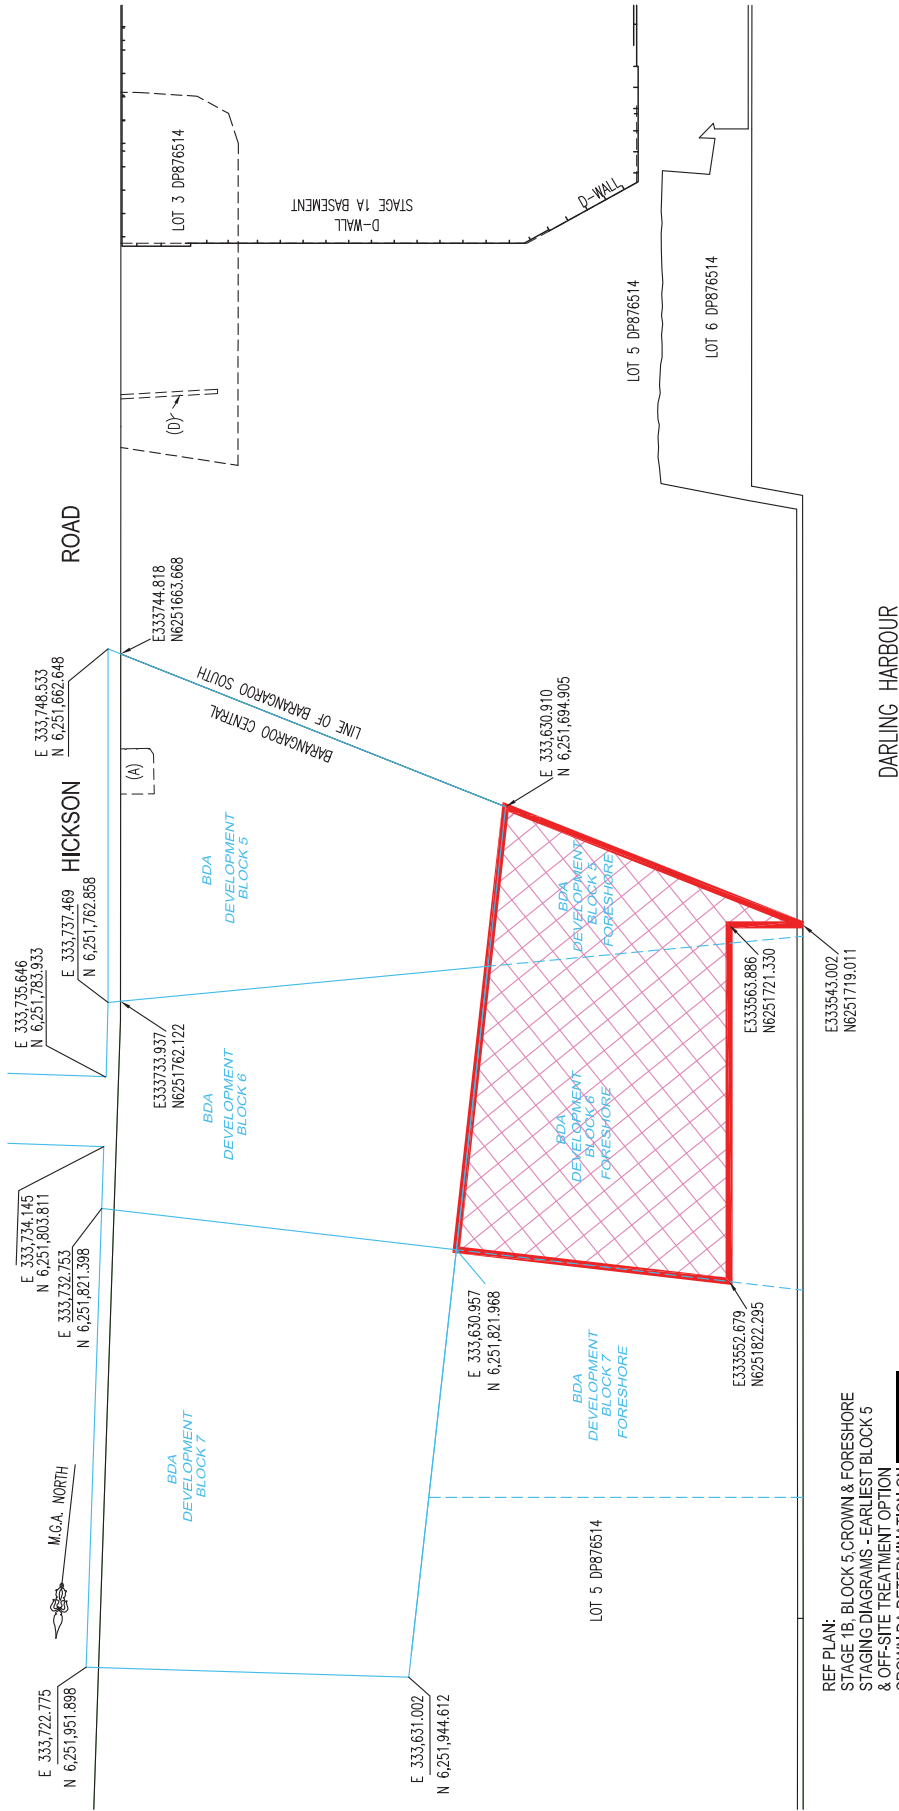 HICKSON
ROAD
E 333,722.775
N 6,251,951.898
M.G.A. NORTH
E 333,734.145
N 6,251,803.811
E 333,732.753
N 6,251,821.398
E 333,735.646
N 6,251,783.933
E 333,737.469
N 6,251,762.858
E333733.937
N6251762.122
E 333,748.533
N 6,251,662.648
E333744.818
N6251663.668
(A)
(D)
LOT 3 DP876514
D-WALL
STAGE 1A BASEMENT
D-WALL
LOT 5 DP876514
LOT 6 DP876514
LINE OF BARANGAROO SOUTH
BARANGAROO CENTRAL
BDA
DEVELOPMENT
BLOCK 7
BDA
DEVELOPMENT
BLOCK 6
BDA
DEVELOPMENT
BLOCK 5
E 333,631.002
N 6,251,944.612
E 333,630.957
N 6,251,821.968
E 333,630.910
N 6,251,694.905
LOT 5 DP876514
BDA
DEVELOPMENT
BLOCK 7
FORESHORE
BDA
DEVELOPMENT
BLOCK 6
FORESHORE
BDA
DEVELOPMENT
BLOCK 5
FORESHORE
E333552.679
N6251822.295
E333563.886
N6251721.330
E333543.002
N6251719.011
DARLING HARBOUR
REF PLAN:
STAGE 1B, BLOCK 5,CROWN & FORESHORE
STAGING DIAGRAMS - EARLIEST BLOCK 5
& OFF-SITE TREATMENT OPTION